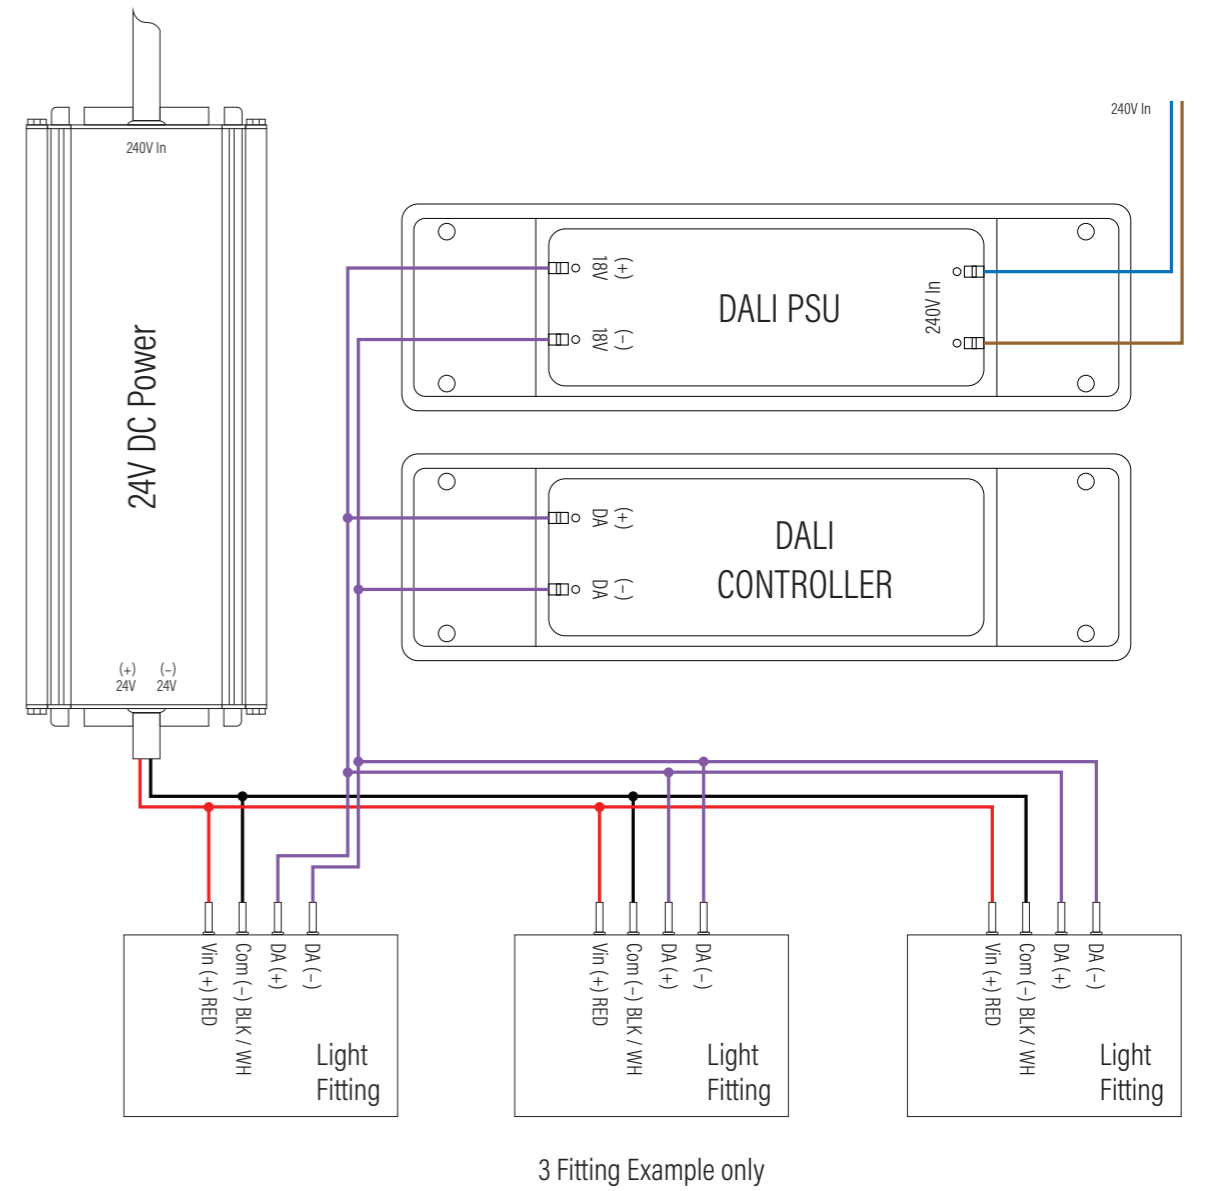 240V In
24V DC Power
(+) (–)
24V 24V
240V In
18V (+)
18V (–)
DALI PSU
240V In
DA (+)
DA (–)
DALI
CONTROLLER
Vin (+) RED
Com (–) BLK / WH
DA (+)
DA (–)
Light
Fitting
Vin (+) RED
Com (–) BLK / WH
DA (+)
DA (–)
Light
Fitting
Vin (+) RED
Com (–) BLK / WH
DA (+)
DA (–)
Light
Fitting
3 Fitting Example only